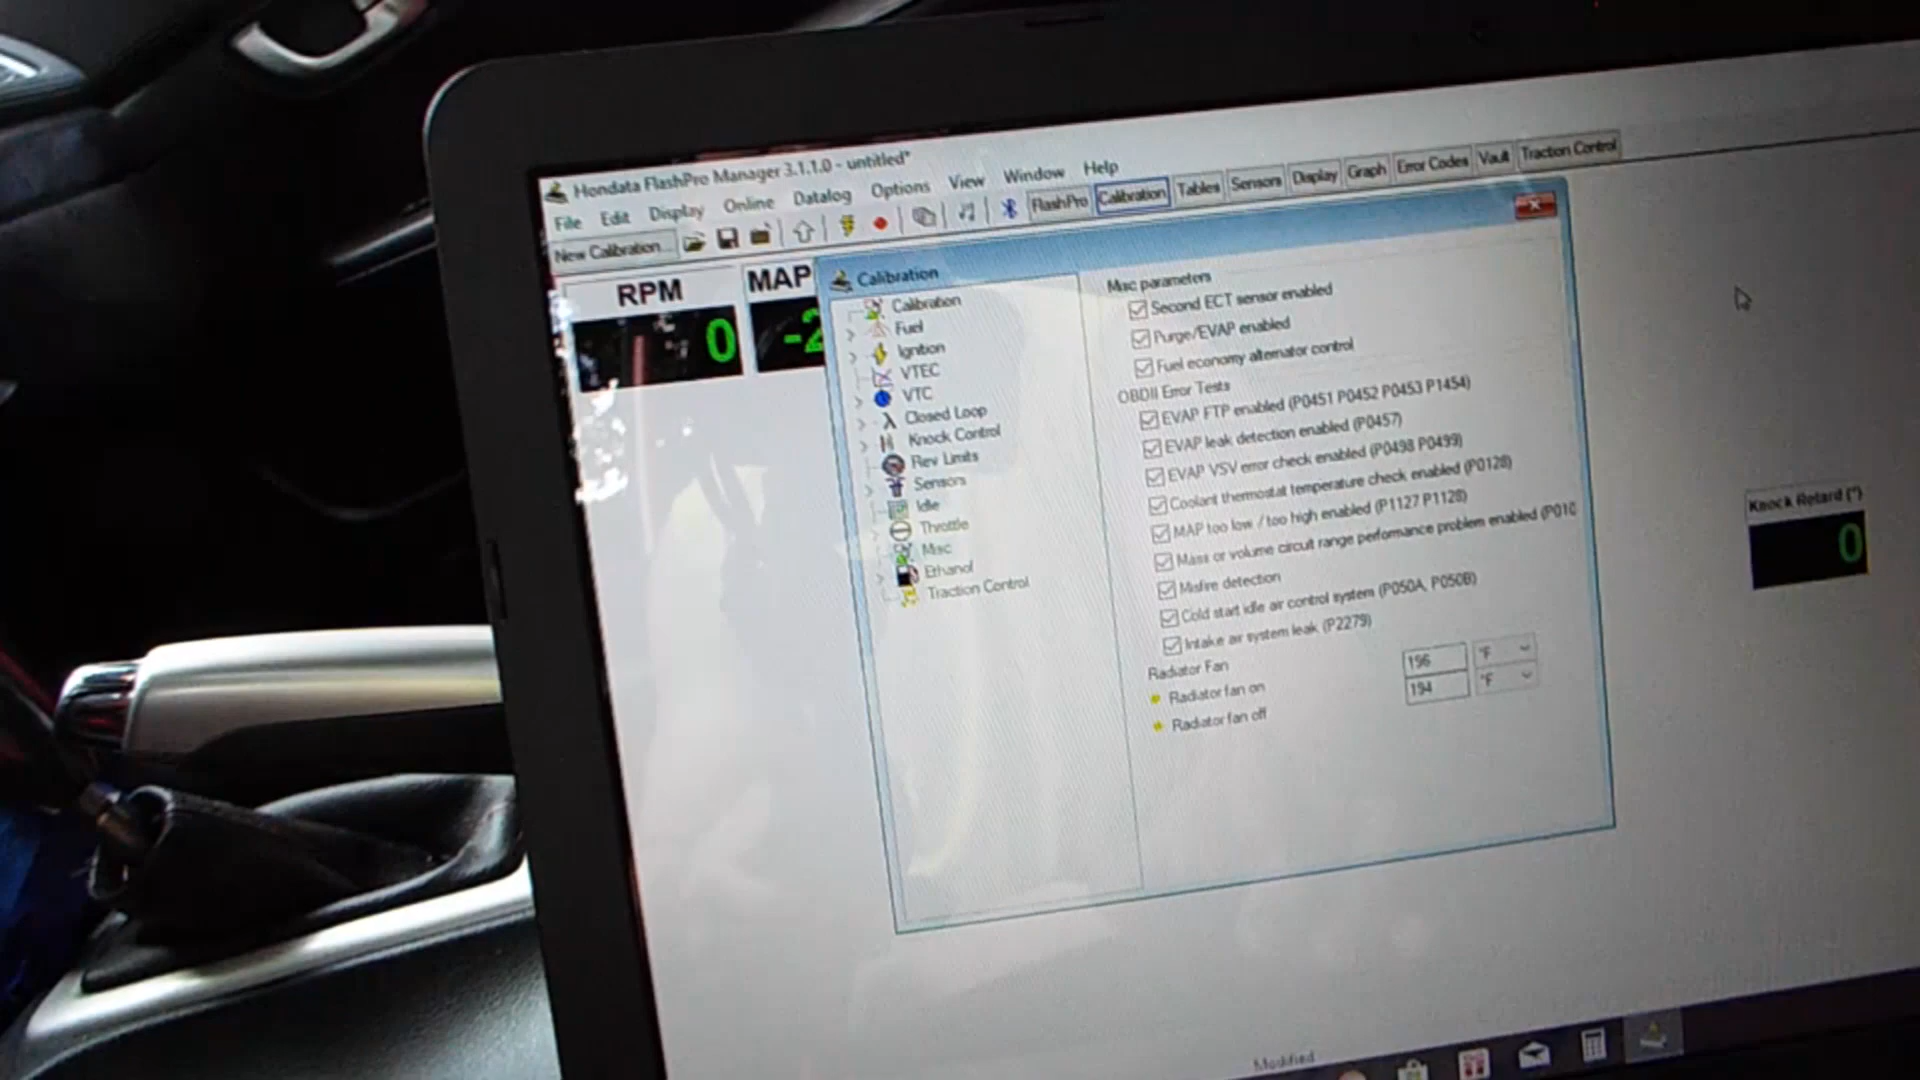 Hondata FlashPro Manager 3.1.1.0 - untitled*
File Edit Display Online Datalog Options View Window Help
New Calibration... FlashPro Calibration Tables Sensors Display Graph Error Codes Vault Traction Control
RPM MAP
0 -2
Calibration
Calibration
Fuel
Ignition
VTEC
VTC
Closed Loop
Knock Control
Rev Limits
Sensors
Idle
Throttle
Misc
Ethanol
Traction Control
Misc parameters
Second ECT sensor enabled
Purge/EVAP enabled
Fuel economy alternator control
OBDII Error Tests
EVAP FTP enabled (P0451 P0452 P0453 P1454)
EVAP leak detection enabled (P0457)
EVAP VSV error check enabled (P0498 P0499)
Coolant thermostat temperature check enabled (P0128)
MAP too low / too high enabled (P1127 P1128)
Mass or volume circuit range performance problem enabled (P010
Misfire detection
Cold start idle air control system (P050A, P050B)
Intake air system leak (P2279)
Radiator Fan
Radiator fan on 196 °F
Radiator fan off 194 °F
Knock Retard (°)
0
Modified